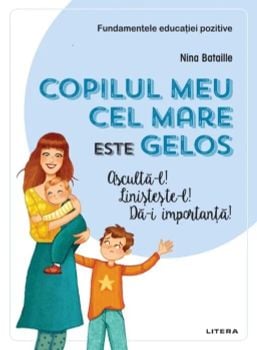 Fundamentele educației pozitive
Nina Bataille
COPILUL MEU
CEL MARE
ESTE GELOS
Ascultă-l!
Liniștește-l!
Dă-i importanță!
LITERA